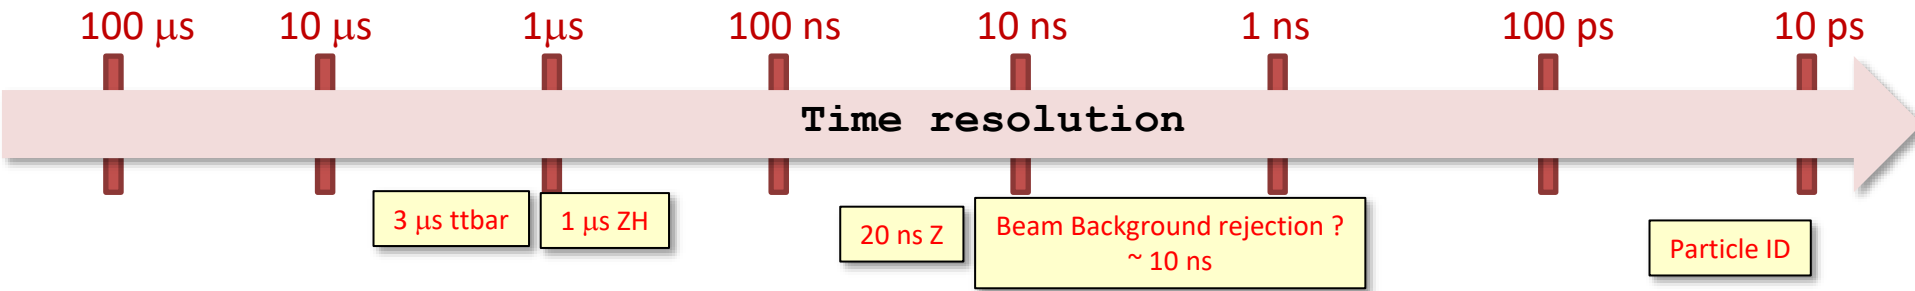 100 μs 10 μs 1μs 100 ns 10 ns 1 ns 100 ps 10 ps
Time resolution
3 μs ttbar
1 μs ZH
20 ns Z
Beam Background rejection ?
~ 10 ns
Particle ID